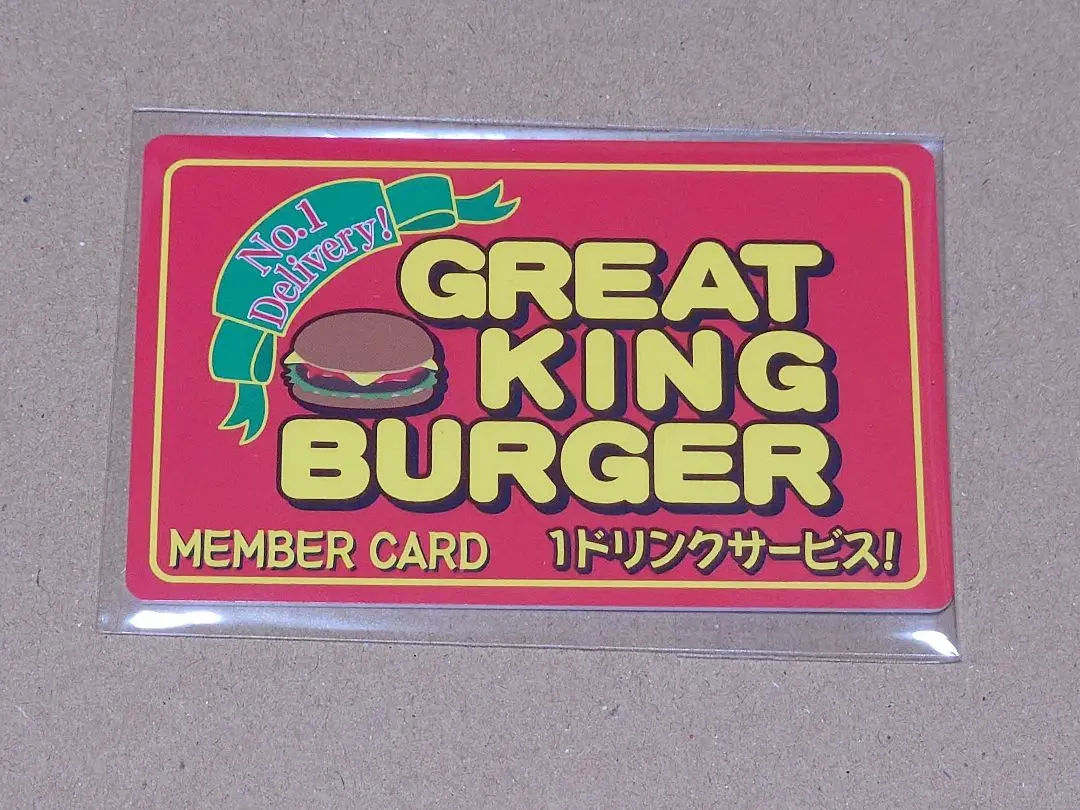 No.1
Delivery!
GREAT
KING
BURGER
MEMBER CARD
1ドリンクサービス!